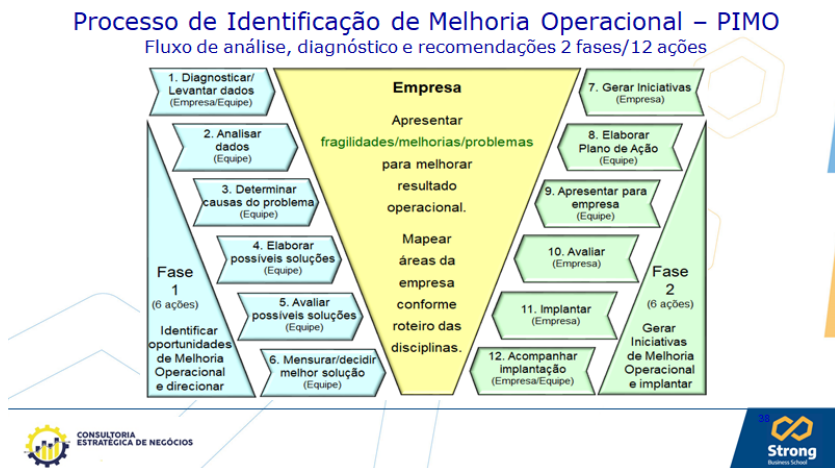 Processo de Identificação de Melhoria Operacional – PIMO
Fluxo de análise, diagnóstico e recomendações 2 fases/12 ações
1. Diagnosticar/
Levantar dados
(Empresa/Equipe)
2. Analisar
dados
(Equipe)
3. Determinar
causas do problema
(Equipe)
4. Elaborar
possíveis soluções
(Equipe)
5. Avaliar
possíveis soluções
(Equipe)
6. Mensurar/decidir
melhor solução
(Equipe)
Fase
1
(6 ações)
Identificar
oportunidades
de Melhoria
Operacional
e direcionar
Empresa
Apresentar
fragilidades/melhorias/problemas
para melhorar
resultado
operacional.
Mapear
áreas da
empresa
conforme
roteiro das
disciplinas.
7. Gerar Iniciativas
(Empresa)
8. Elaborar
Plano de Ação
(Equipe)
9. Apresentar para
empresa
(Equipe)
10. Avaliar
(Empresa)
11. Implantar
(Empresa)
12. Acompanhar
implantação
(Empresa/Equipe)
Fase
2
(6 ações)
Gerar
Iniciativas
de Melhoria
Operacional
e implantar
CONSULTORIA
ESTRATÉGICA DE NEGÓCIOS
38
Strong
Business School